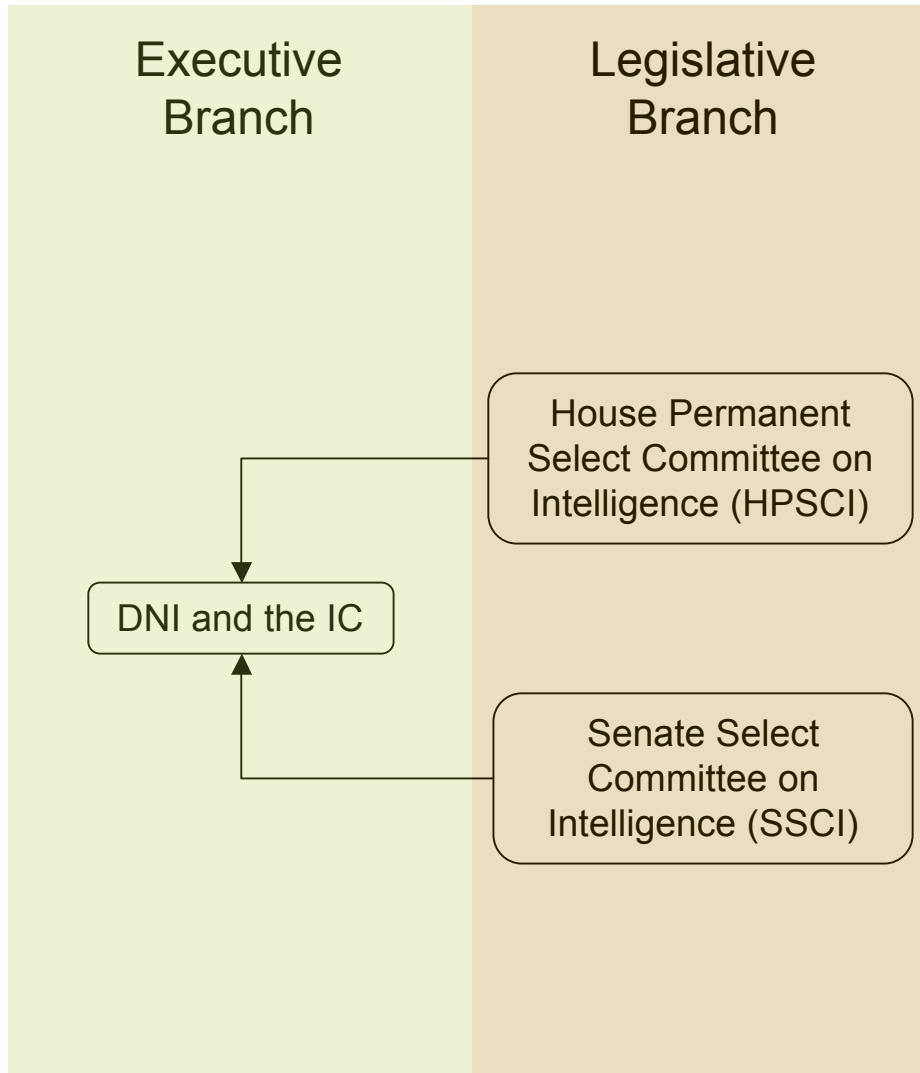 Executive
Branch
Legislative
Branch
House Permanent
Select Committee on
Intelligence (HPSCI)
DNI and the IC
Senate Select
Committee on
Intelligence (SSCI)